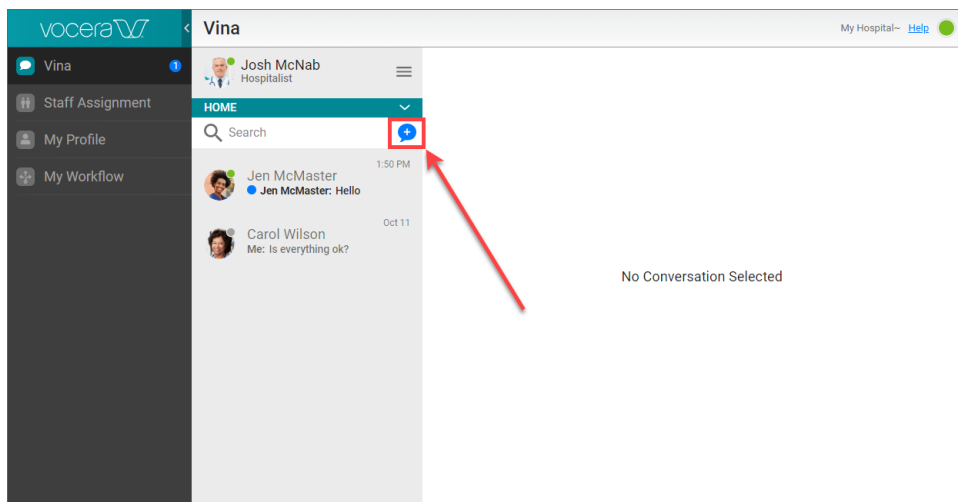 vocera
Vina
My Hospital~ Help
Vina 1
Staff Assignment
My Profile
My Workflow
Josh McNab
Hospitalist
HOME
Search
1:50 PM
Jen McMaster
Jen McMaster: Hello
Oct 11
Carol Wilson
Me: Is everything ok?
No Conversation Selected